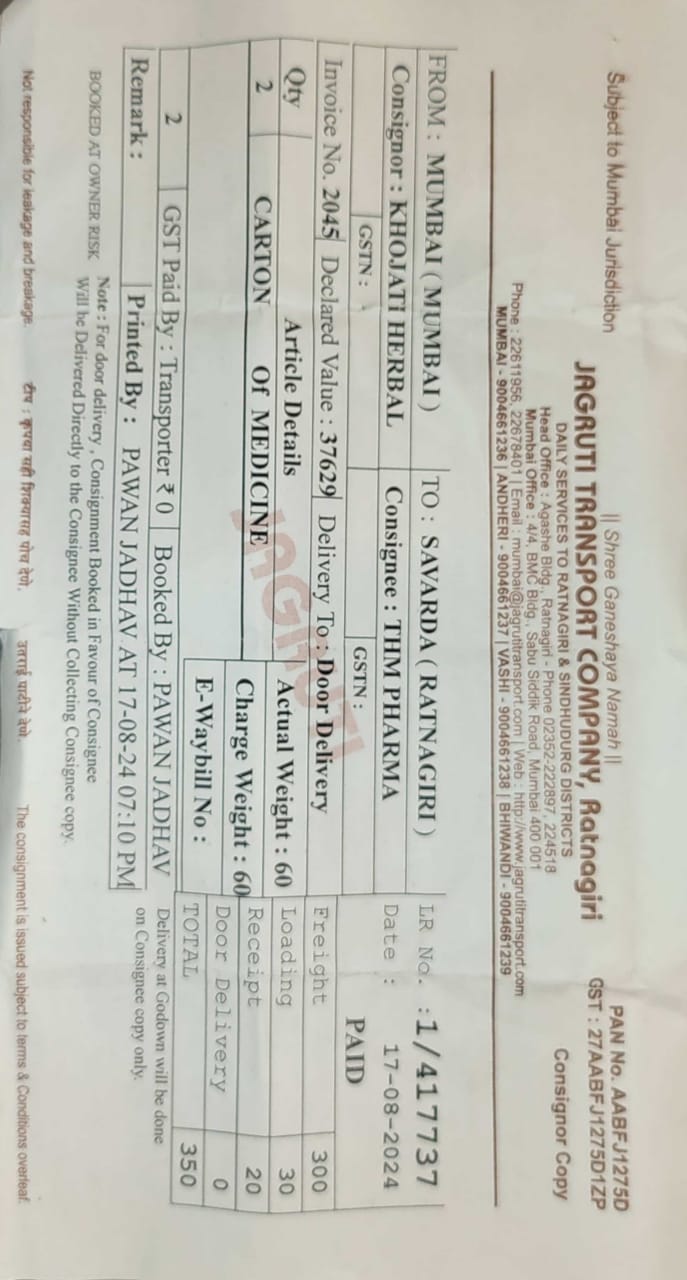 || Shree Ganeshaya Namah ||
Subject to Mumbai Jurisdiction
PAN No. AABFJ1275D
JAGRUTI TRANSPORT COMPANY, Ratnagiri
GST : 27AABFJ1275D1ZP
DAILY SERVICES TO RATNAGIRI & SINDHUDURG DISTRICTS
Consignor Copy
Head Office : Agashe Bldg., Ratnagiri - Phone 02352-222897, 224518
Mumbai Office : 4/4, BMC Bldg., Sabu Siddik Road, Mumbai 400 001
Phone : 22611956, 22678401 | Email : mumbai@jagrutitransport.com | Web : http://www.jagrutitransport.com
MUMBAI - 9004661236 | ANDHERI - 9004661237 | VASHI - 9004661238 | BHIWANDI - 9004661239
FROM : MUMBAI ( MUMBAI ) TO : SAVARDA ( RATNAGIRI ) LR No. :1/417737
Consignor : KHOJATI HERBAL Consignee : THM PHARMA Date : 17-08-2024
GSTN : GSTN : PAID
Invoice No. 2045 Declared Value : 37629 Delivery To : Door Delivery Freight 300
Qty Article Details Actual Weight : 60 Loading 30
2 CARTON Of MEDICINE Charge Weight : 60 Receipt 20
JAGRUTI
E-Waybill No : Door Delivery 0
TOTAL 350
2 GST Paid By : Transporter ₹ 0 Booked By : PAWAN JADHAV
Delivery at Godown will be done
on Consignee copy only.
Remark : Printed By : PAWAN JADHAV AT 17-08-24 07:10 PM
BOOKED AT OWNER RISK Note : For door delivery , Consignment Booked in Favour of Consignee
Will be Delivered Directly to the Consignee Without Collecting Consignee copy.
Not responsible for leakage and breakage. टीप : कृपया सही शिक्यासह पोच देणे. उतराई पार्टीने देणे. The consignment is issued subject to terms & Conditions overleaf.